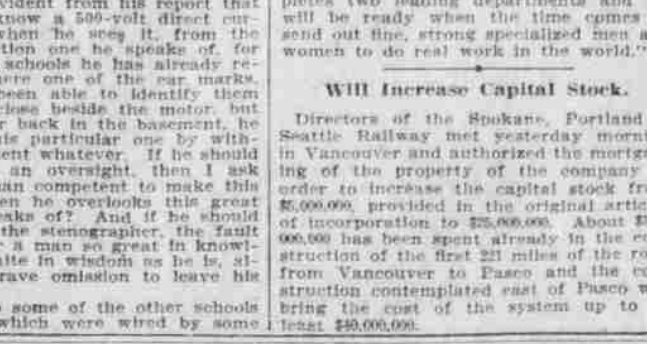 evident from his report that
know a 500-volt direct cur-
when he sees it, from the
tion one he speaks of, for
schools he has already re-
here one of the ear marks.
been able to identify them
close beside the motor, but
r back in the basement, he
is particular one by with-
ent whatever. If he should
an oversight, then I ask
an competent to make this
en he overlooks this great
eaks of? And if he should
the stenographer, the fault
r a man so great in knowl-
nite in wisdom as he is, al-
rave omission to leave his
some of the other schools
which were wired by some
pletes two leading departments and
will be ready when the time comes
send out fine, strong specialized men a
women to do real work in the world."
Will Increase Capital Stock.
Directors of the Spokane, Portland
Seattle Railway met yesterday morni
in Vancouver and authorized the mortg
ing of the property of the company
order to increase the capital stock fr
$5,000,000, provided in the original artic
of incorporation to $25,000,000. About
000,000 has been spent already in the co
struction of the first 221 miles of the ro
from Vancouver to Pasco and the co
struction contemplated east of Pasco w
bring the cost of the system up to
least $40,000,000.